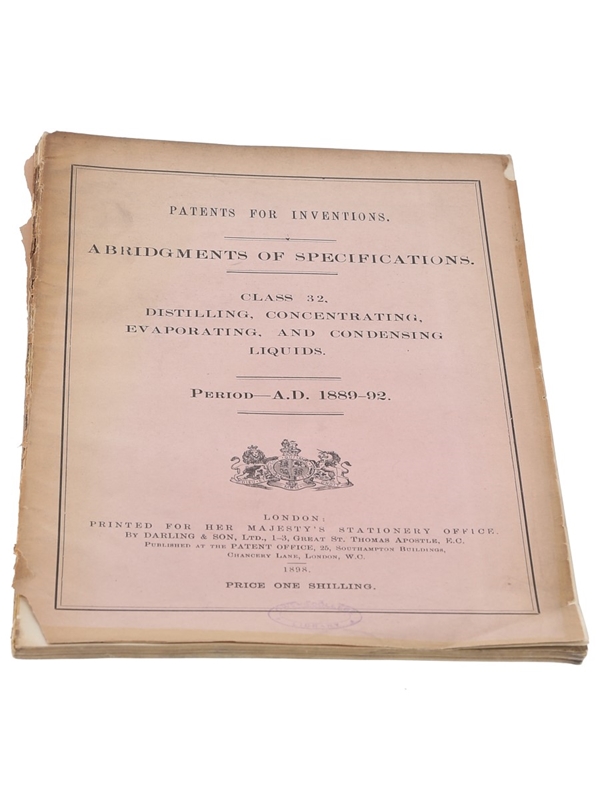 PATENTS FOR INVENTIONS.
ABRIDGMENTS OF SPECIFICATIONS.
CLASS 32,
DISTILLING, CONCENTRATING,
EVAPORATING, AND CONDENSING
LIQUIDS.
PERIOD—A.D. 1889-92.
LONDON:
PRINTED FOR HER MAJESTY'S STATIONERY OFFICE.
BY DARLING & SON, LTD., 1-3, GREAT ST. THOMAS APOSTLE, E.C.
PUBLISHED AT THE PATENT OFFICE, 25, SOUTHAMPTON BUILDINGS,
CHANCERY LANE, LONDON, W.C.
1898.
PRICE ONE SHILLING.